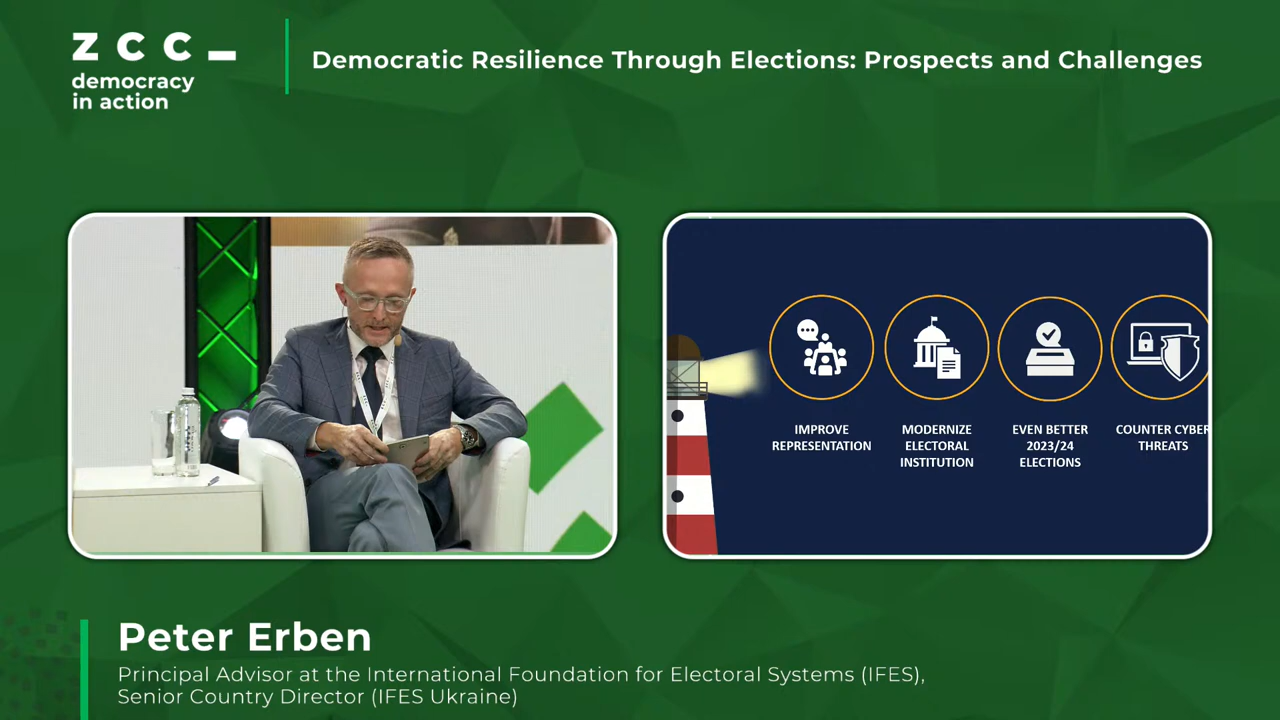 zcc_
democracy
in action
Democratic Resilience Through Elections: Prospects and Challenges
IMPROVE
REPRESENTATION
MODERNIZE
ELECTORAL
INSTITUTION
EVEN BETTER
2023/24
ELECTIONS
COUNTER CYBER
THREATS
Peter Erben
Principal Advisor at the International Foundation for Electoral Systems (IFES),
Senior Country Director (IFES Ukraine)